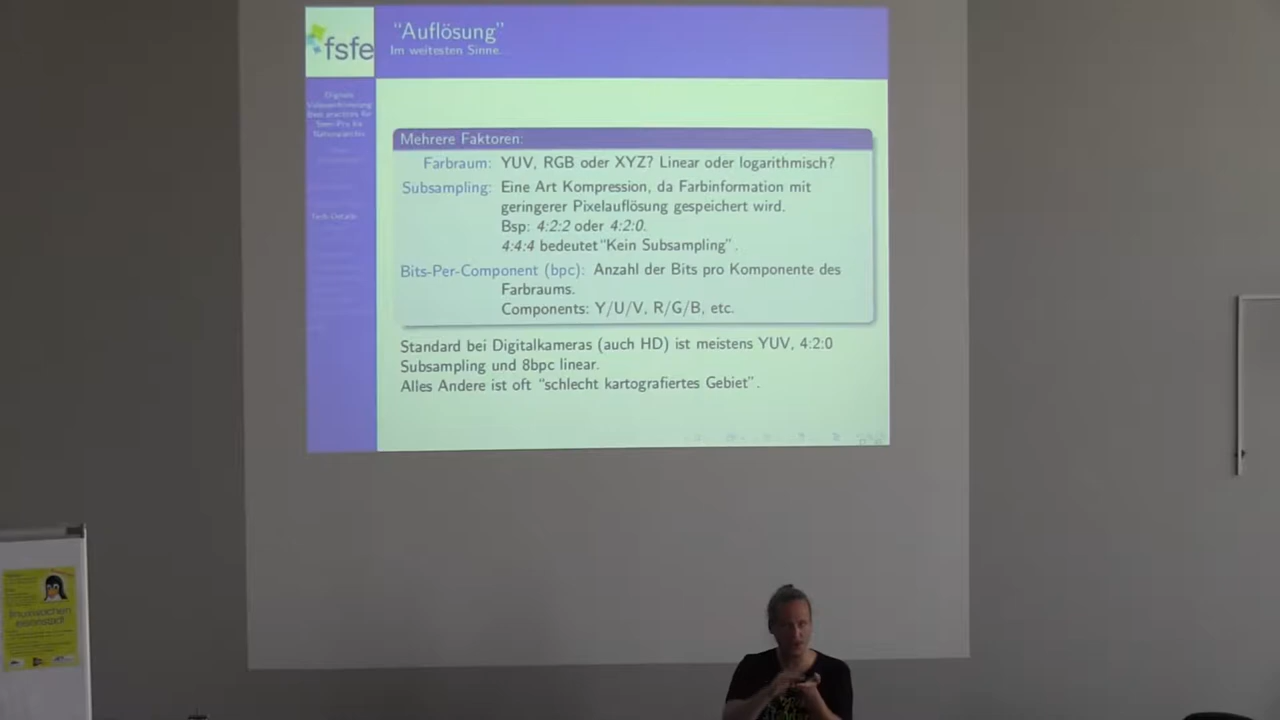 fsfe
“Auflösung”
Im weitesten Sinne.
Digitale
Videoarchivierung
Best practices für
Semi-Pro bis
Nationalarchiv
Tech-Details
Mehrere Faktoren:
Farbraum: YUV, RGB oder XYZ? Linear oder logarithmisch?
Subsampling: Eine Art Kompression, da Farbinformation mit
geringerer Pixelauflösung gespeichert wird.
Bsp: 4:2:2 oder 4:2:0.
4:4:4 bedeutet “Kein Subsampling”.
Bits-Per-Component (bpc): Anzahl der Bits pro Komponente des
Farbraums.
Components: Y/U/V, R/G/B, etc.
Standard bei Digitalkameras (auch HD) ist meistens YUV, 4:2:0
Subsampling und 8bpc linear.
Alles Andere ist oft “schlecht kartografiertes Gebiet”.
linuxwochen
eisenstadt